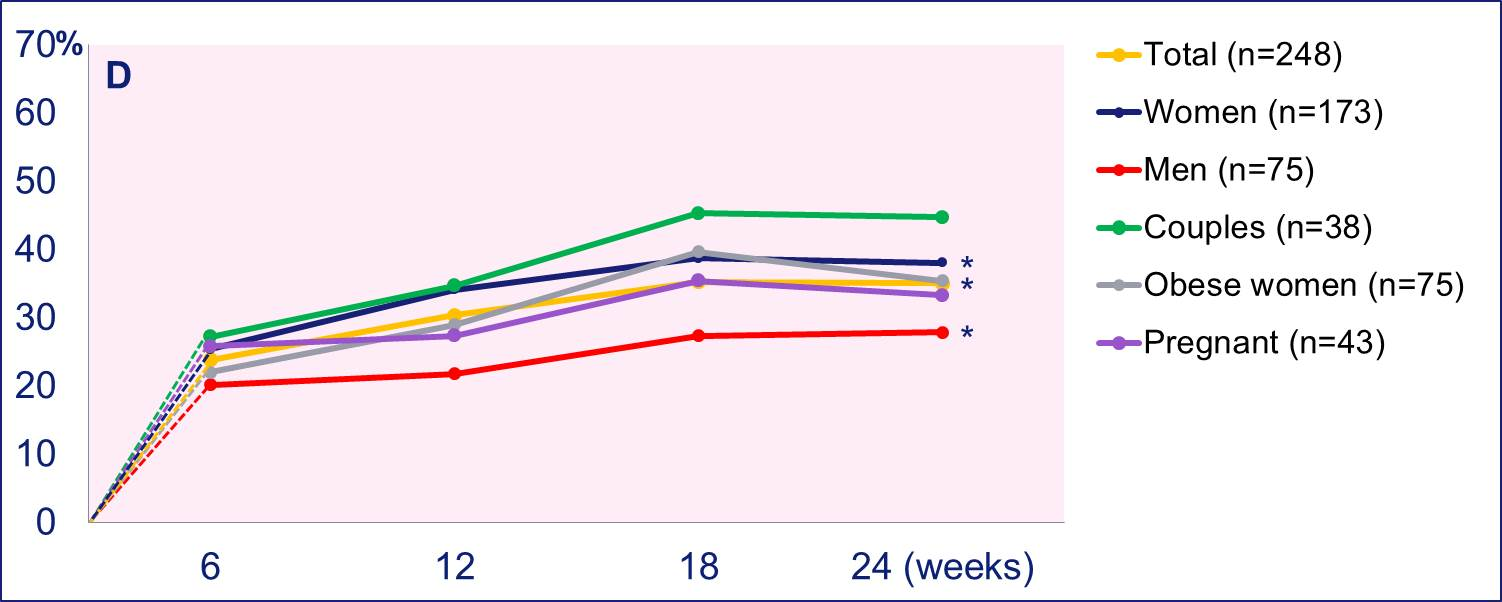 70%
D
60
50
40
30
20
10
0
6
12
18
24 (weeks)
*
*
*
Total (n=248)
Women (n=173)
Men (n=75)
Couples (n=38)
Obese women (n=75)
Pregnant (n=43)